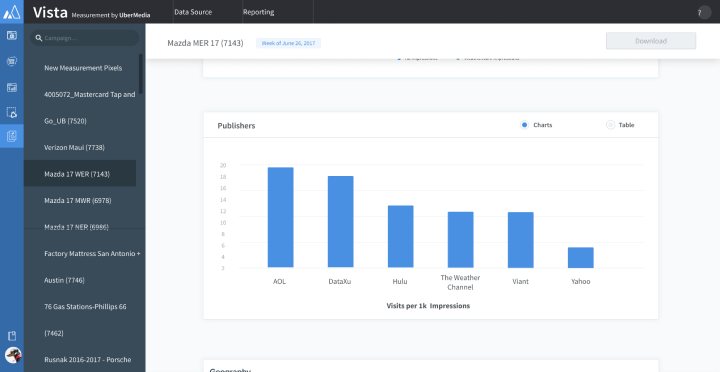 Vista Measurement by UberMedia
Data Source
Reporting
?
Campaign...
New Measurement Pixels
4005072_Mastercard Tap and
Go_UB (7520)
Verizon Maui (7738)
Mazda 17 WER (7143)
Mazda 17 MWR (6978)
Mazda 17 NER (6986)
Factory Mattress San Antonio +
Austin (7746)
76 Gas Stations-Phillips 66
(7462)
Rusnak 2016-2017 - Porsche
Mazda MER 17 (7143)
Week of June 26, 2017
Download
Publishers
Charts
Table
20
18
16
14
12
10
8
6
4
AOL
DataXu
Hulu
The Weather
Channel
Viant
Yahoo
Visits per 1k Impressions
Geography